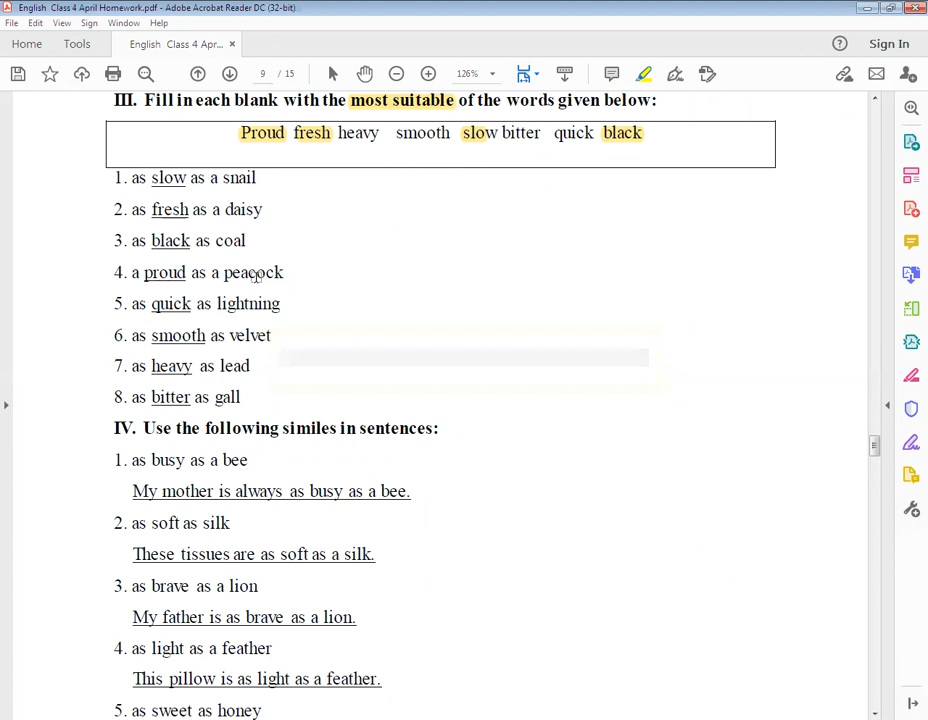 English Class 4 April Homework.pdf - Adobe Acrobat Reader DC (32-bit)
File Edit View Sign Window Help
Home Tools English Class 4 Apr... × Sign In
9 / 15 126%
III. Fill in each blank with the most suitable of the words given below:
Proud fresh heavy smooth slow bitter quick black
1. as slow as a snail
2. as fresh as a daisy
3. as black as coal
4. a proud as a peacock
5. as quick as lightning
6. as smooth as velvet
7. as heavy as lead
8. as bitter as gall
IV. Use the following similes in sentences:
1. as busy as a bee
My mother is always as busy as a bee.
2. as soft as silk
These tissues are as soft as a silk.
3. as brave as a lion
My father is as brave as a lion.
4. as light as a feather
This pillow is as light as a feather.
5. as sweet as honey